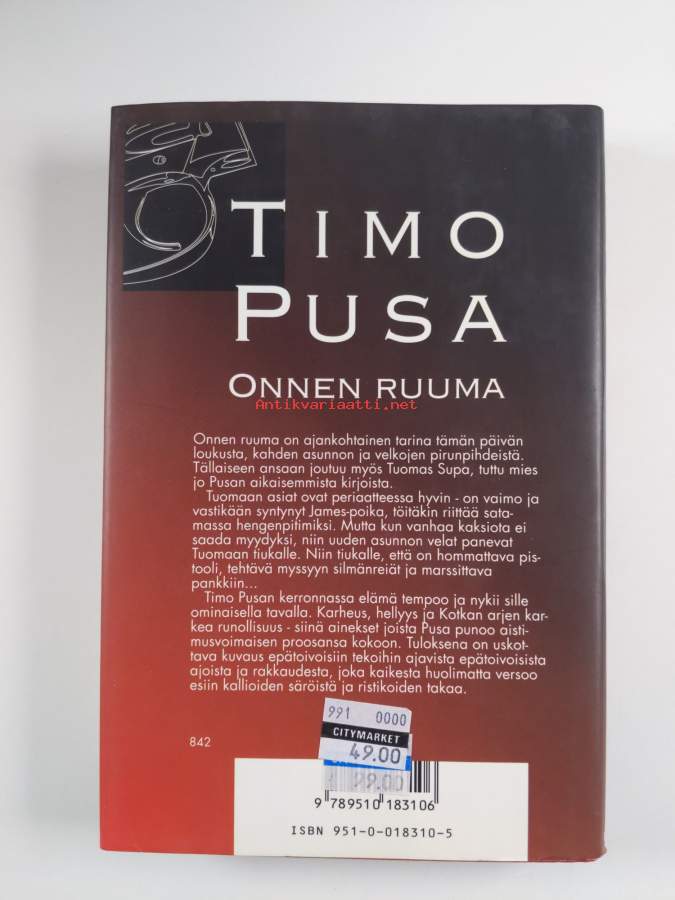 TIMO
PUSA
ONNEN RUUMA
Antikvariaatti.net
Onnen ruuma on ajankohtainen tarina tämän päivän
loukusta, kahden asunnon ja velkojen pirunpihdeistä.
Tällaiseen ansaan joutuu myös Tuomas Supa, tuttu mies
jo Pusan aikaisemmista kirjoista.
Tuomaan asiat ovat periaatteessa hyvin - on vaimo ja
vastikään syntynyt James-poika, töitäkin riittää sata-
massa hengenpitimiksi. Mutta kun vanhaa kaksiota ei
saada myydyksi, niin uuden asunnon velat panevat
Tuomaan tiukalle. Niin tiukalle, että on hommattava pis-
tooli, tehtävä myssyyn silmänreiät ja marssittava
pankkiin...
Timo Pusan kerronnassa elämä tempoo ja nykii sille
ominaisella tavalla. Karheus, hellyys ja Kotkan arjen kar-
kea runollisuus - siinä ainekset joista Pusa punoo aisti-
musvoimaisen proosansa kokoon. Tuloksena on uskot-
tava kuvaus epätoivoisiin tekoihin ajavista epätoivoisista
ajoista ja rakkaudesta, joka kaikesta huolimatta versoo
esiin kallioiden säröistä ja ristikoiden takaa.
991 0000
CITYMARKET
49.00
842
99.00
9 789510 183106
ISBN 951-0-018310-5